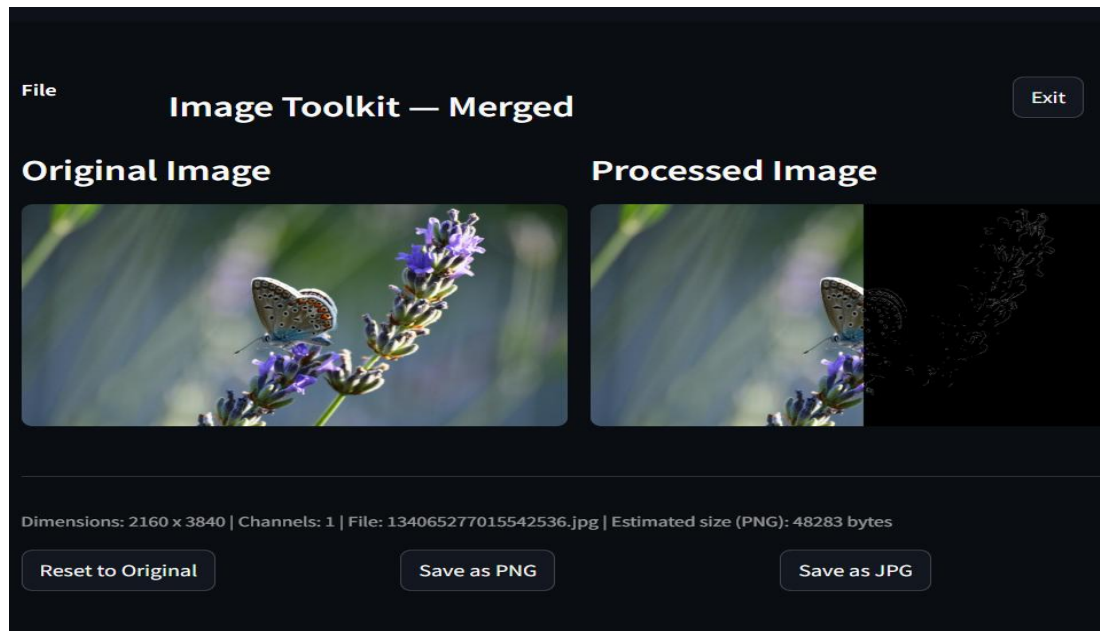 File
Image Toolkit — Merged
Exit
Original Image
Processed Image
Dimensions: 2160 x 3840 | Channels: 1 | File: 134065277015542536.jpg | Estimated size (PNG): 48283 bytes
Reset to Original
Save as PNG
Save as JPG